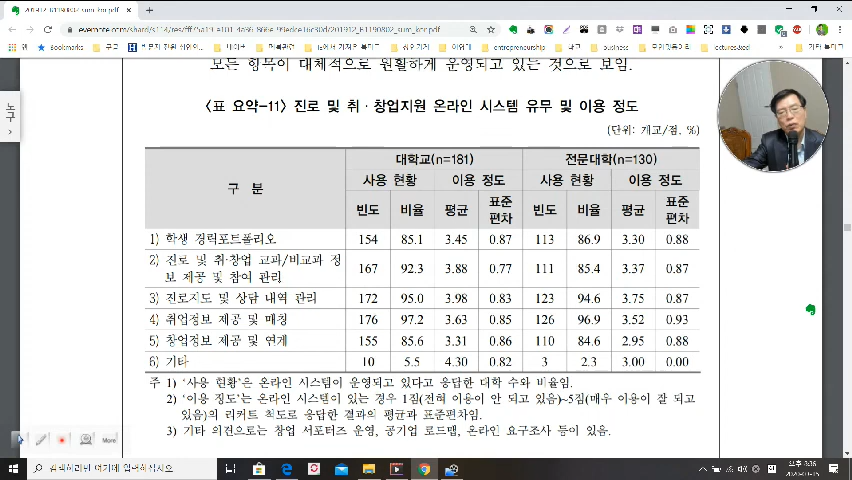 Bookmarks
entrepreneurship
business
모든 항목이 대체적으로 원활하게 운영되고 있는 것으로 보임.
<표 요약-11> 진로 및 취·창업지원 온라인 시스템 유무 및 이용 정도
(단위: 개교/점, %)
구 분 대학교(n=181) 전문대학(n=130)
사용 현황 이용 정도 사용 현황 이용 정도
빈도 비율 평균 표준편차 빈도 비율 평균 표준편차
1) 학생 경력포트폴리오 154 85.1 3.45 0.87 113 86.9 3.30 0.88
2) 진로 및 취·창업 교과/비교과 정
보 제공 및 참여 관리 167 92.3 3.88 0.77 111 85.4 3.37 0.87
3) 진로지도 및 상담 내역 관리 172 95.0 3.98 0.83 123 94.6 3.75 0.87
4) 취업정보 제공 및 매칭 176 97.2 3.63 0.85 126 96.9 3.52 0.93
5) 창업정보 제공 및 연계 155 85.6 3.31 0.86 110 84.6 2.95 0.88
6) 기타 10 5.5 4.30 0.82 3 2.3 3.00 0.00
주 1) '사용 현황'은 온라인 시스템이 운영되고 있다고 응답한 대학 수와 비율임.
2) '이용 정도'는 온라인 시스템이 있는 경우 1점(전혀 이용이 안 되고 있음)~5점(매우 이용이 잘 되고
있음)의 리커트 척도로 응답한 결과의 평균과 표준편차임.
3) 기타 의견으로는 창업 서포터즈 운영, 공기업 로드맵, 온라인 요구조사 등이 있음.
More
검색하려면 여기에 입력하십시오.